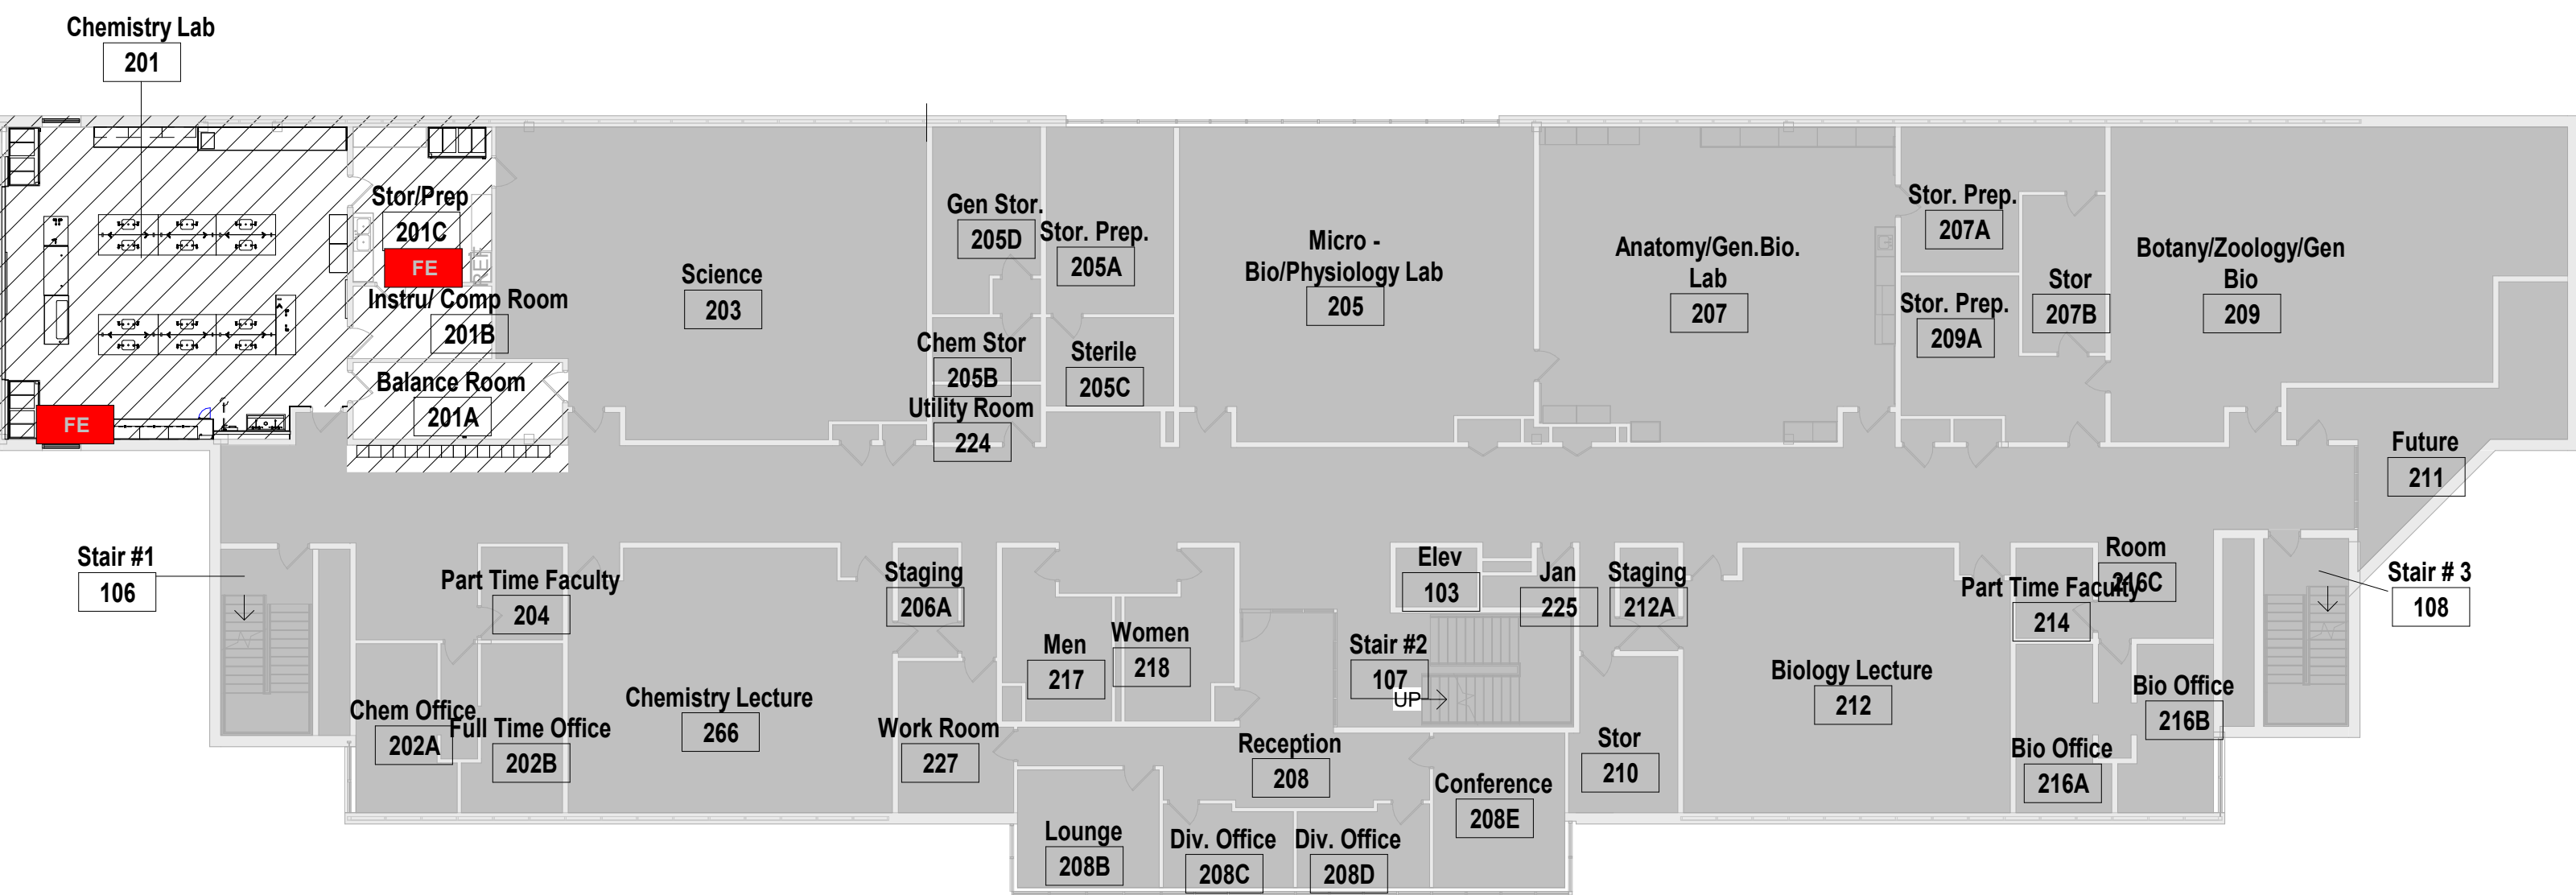 Chemistry Lab
201
Stor/Prep
201C
FE
REF
Instru/ Comp Room
201B
Balance Room
201A
FE
Science
203
Gen Stor.
205D
Stor. Prep.
205A
Chem Stor
205B
Sterile
205C
Utility Room
224
Micro -
Bio/Physiology Lab
205
Anatomy/Gen.Bio.
Lab
207
Stor. Prep.
207A
Stor
207B
Stor. Prep.
209A
Botany/Zoology/Gen
Bio
209
Future
211
Stair #1
106
Part Time Faculty
204
Chem Office
202A
Full Time Office
202B
Chemistry Lecture
266
Staging
206A
Work Room
227
Men
217
Women
218
Elev
103
Jan
225
Staging
212A
Stair #2
107
UP
Reception
208
Lounge
208B
Div. Office
208C
Div. Office
208D
Conference
208E
Stor
210
Biology Lecture
212
Room
216C
Part Time Faculty
214
Bio Office
216B
Bio Office
216A
Stair # 3
108